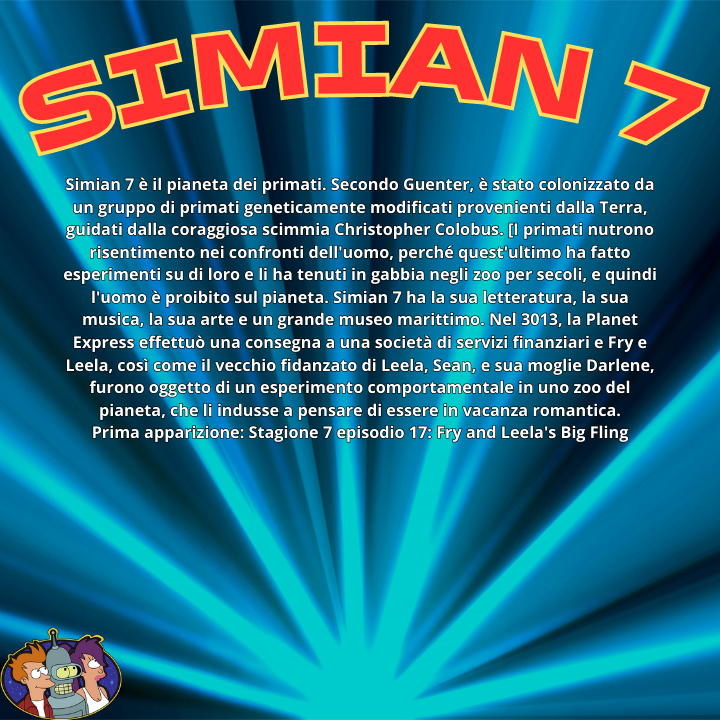 SIMIAN 7
Simian 7 è il pianeta dei primati. Secondo Guenter, è stato colonizzato da
un gruppo di primati geneticamente modificati provenienti dalla Terra,
guidati dalla coraggiosa scimmia Christopher Colobus. [I primati nutrono
risentimento nei confronti dell'uomo, perché quest'ultimo ha fatto
esperimenti su di loro e li ha tenuti in gabbia negli zoo per secoli, e quindi
l'uomo è proibito sul pianeta. Simian 7 ha la sua letteratura, la sua
musica, la sua arte e un grande museo marittimo. Nel 3013, la Planet
Express effettuò una consegna a una società di servizi finanziari e Fry e
Leela, così come il vecchio fidanzato di Leela, Sean, e sua moglie Darlene,
furono oggetto di un esperimento comportamentale in uno zoo del
pianeta, che li indusse a pensare di essere in vacanza romantica.
Prima apparizione: Stagione 7 episodio 17: Fry and Leela's Big Fling